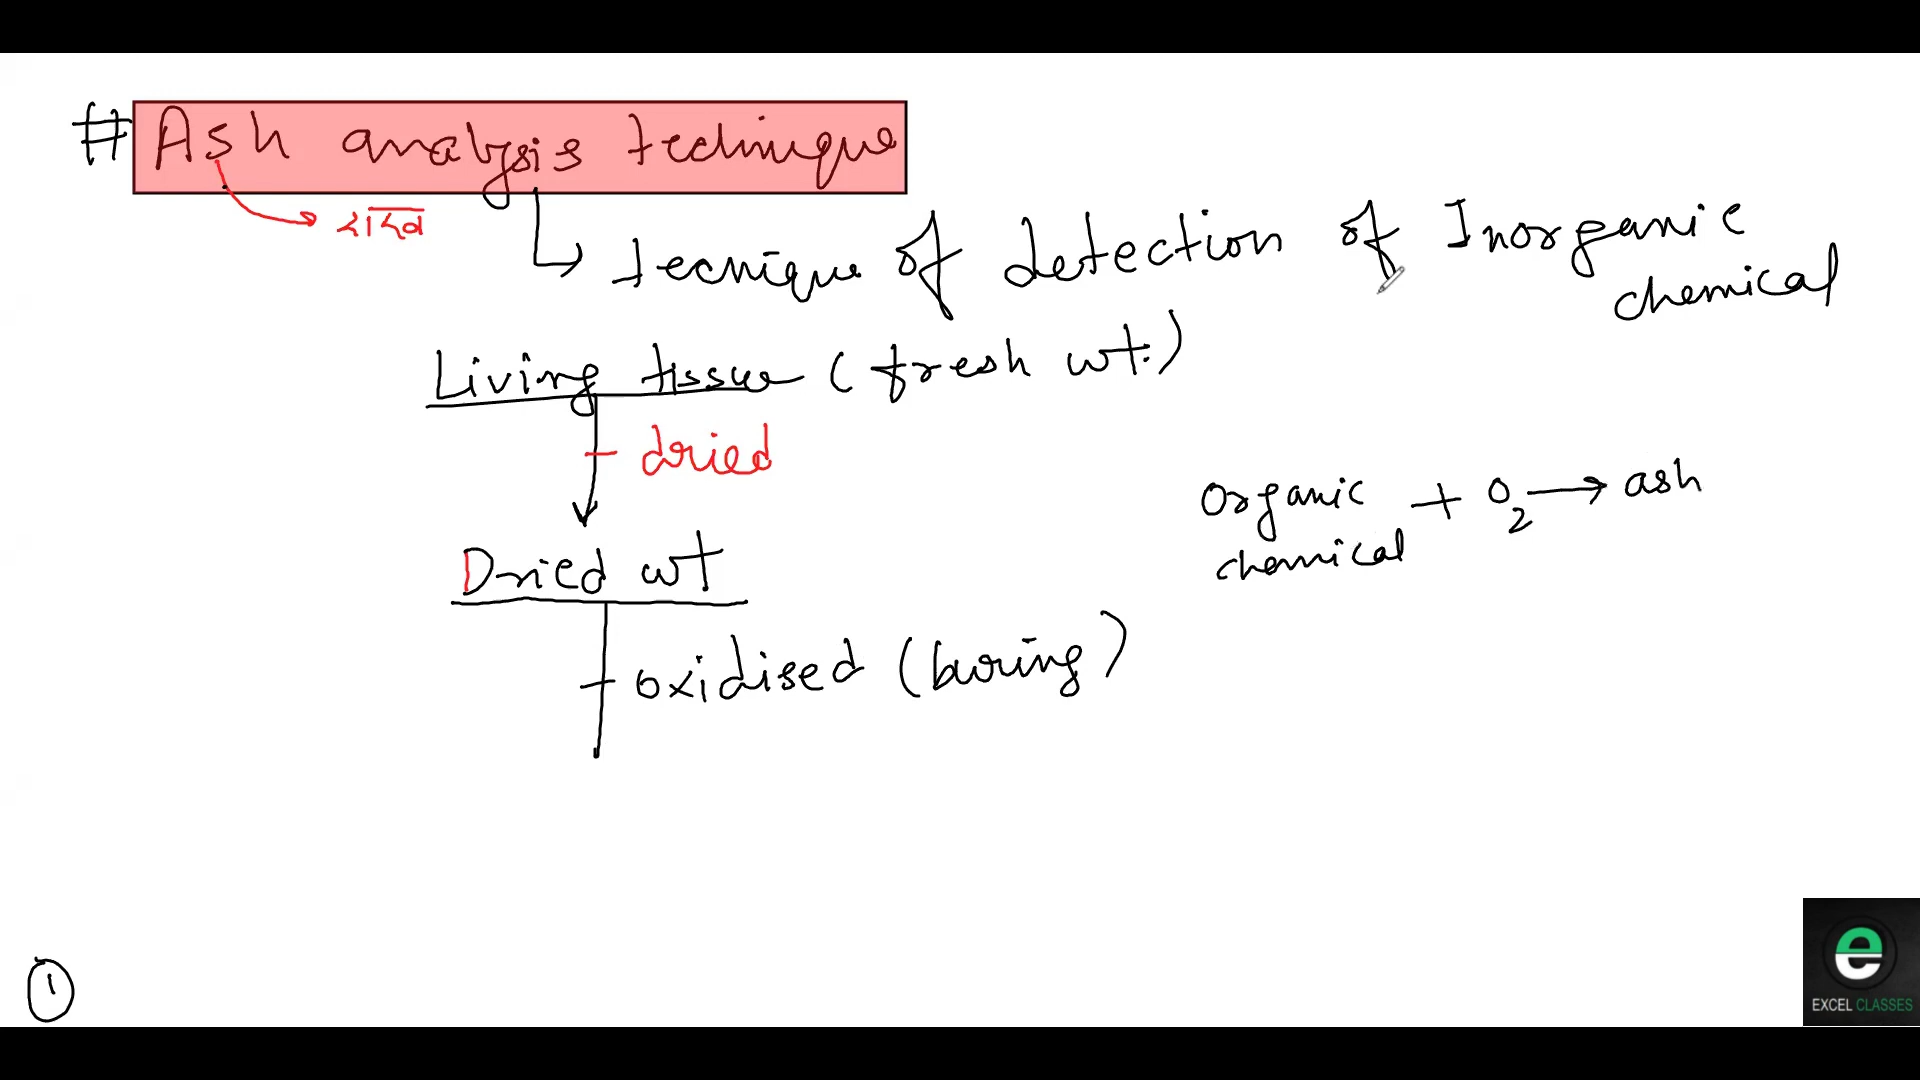 # Ash analysis technique
राख
tecnique of detection of Inorganic
chemical
Living tissue (fresh wt.)
dried
Organic + O2 → ash
chemical
Dried wt
oxidised (buring)
1
e
EXCEL CLASSES